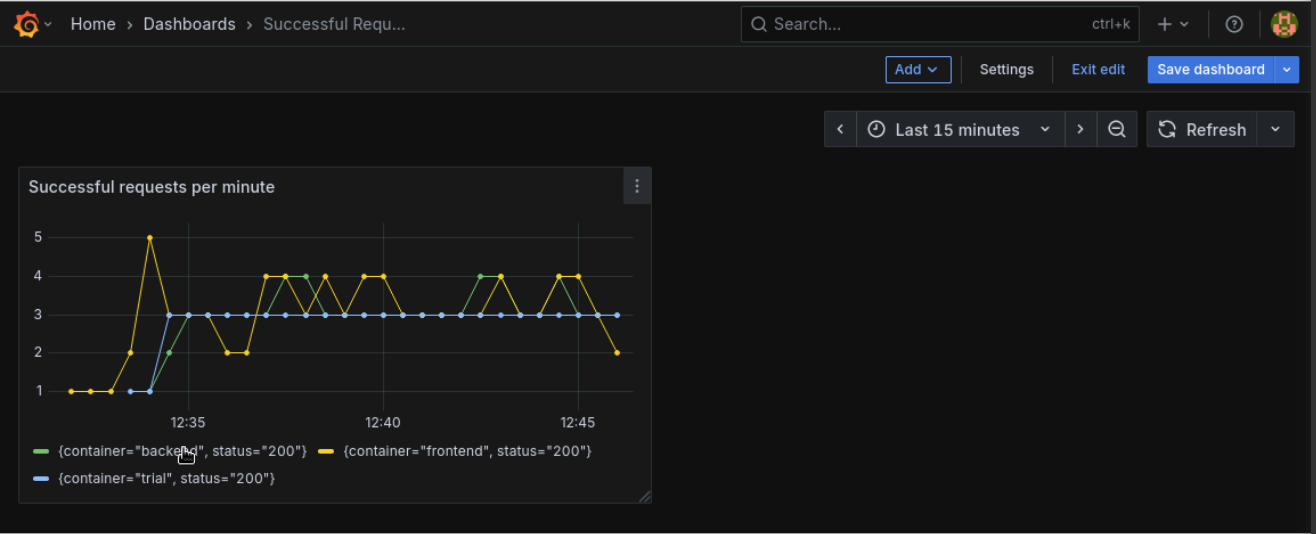 Home › Dashboards › Successful Requ... Search... ctrl+k
Add Settings Exit edit Save dashboard
Last 15 minutes Refresh
Successful requests per minute
5
4
3
2
1
12:35 12:40 12:45
{container="backend", status="200"} {container="frontend", status="200"}
{container="trial", status="200"}